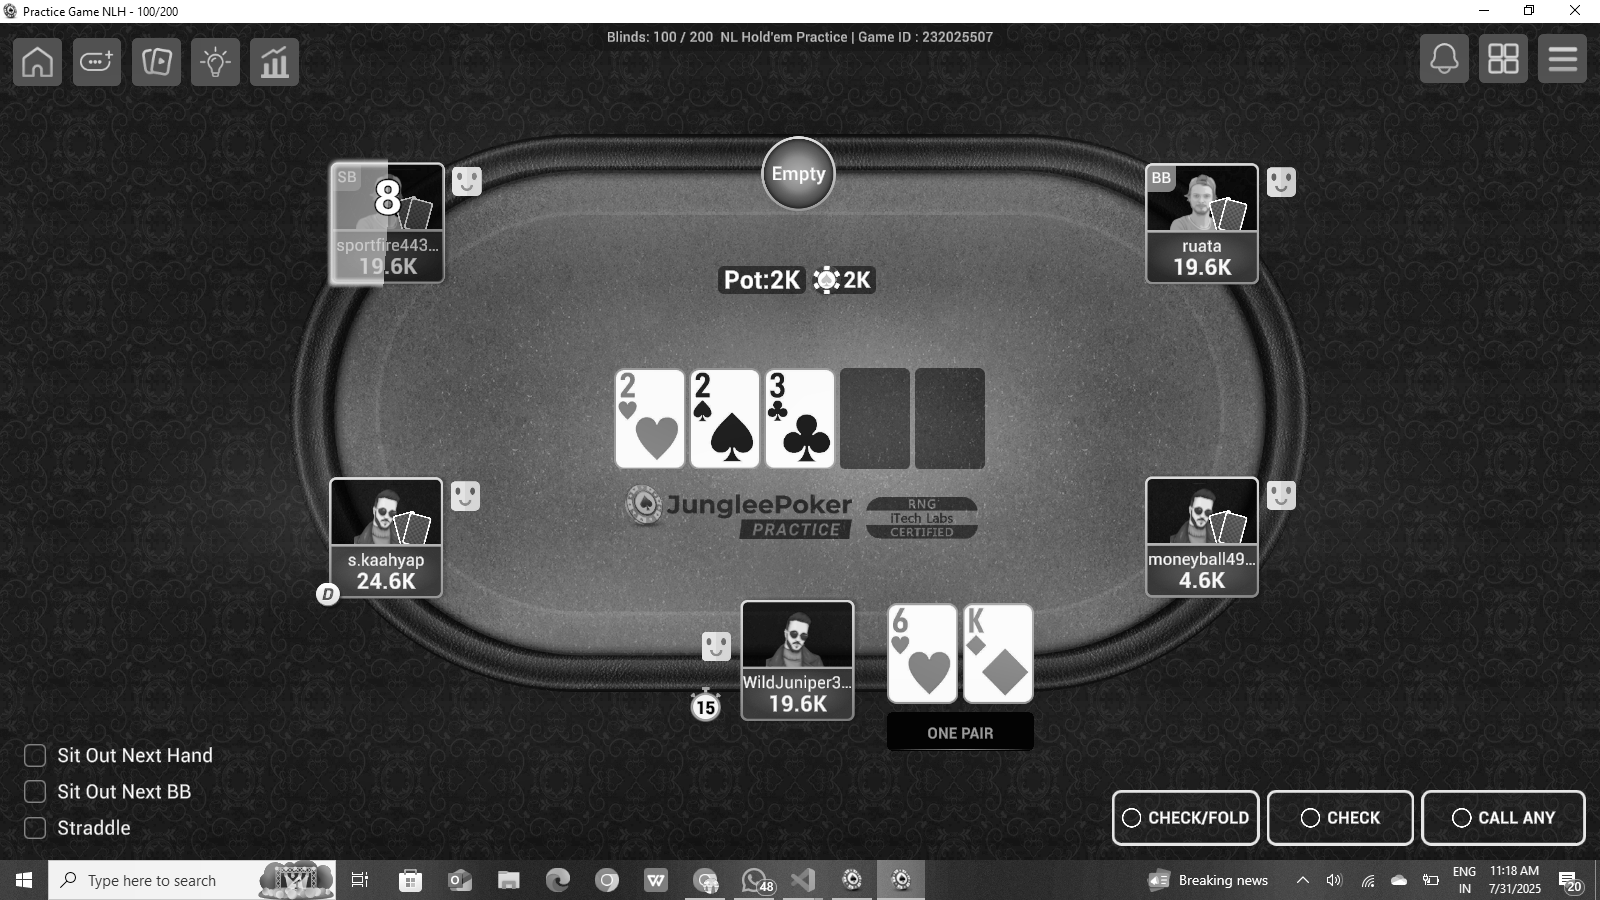 Practice Game NLH - 100/200
Blinds: 100 / 200 NL Hold'em Practice | Game ID : 232025507
SB
8
sportfire443...
19.6K
Empty
BB
ruata
19.6K
Pot:2K 2K
2 2 3
JungleePoker
PRACTICE
RNG
iTech Labs
CERTIFIED
s.kaahyap
24.6K
D
moneyball49...
4.6K
WildJuniper3...
19.6K
15
6 K
ONE PAIR
Sit Out Next Hand
Sit Out Next BB
Straddle
CHECK/FOLD
CHECK
CALL ANY
Type here to search
48
Breaking news
ENG
IN
11:18 AM
7/31/2025
20